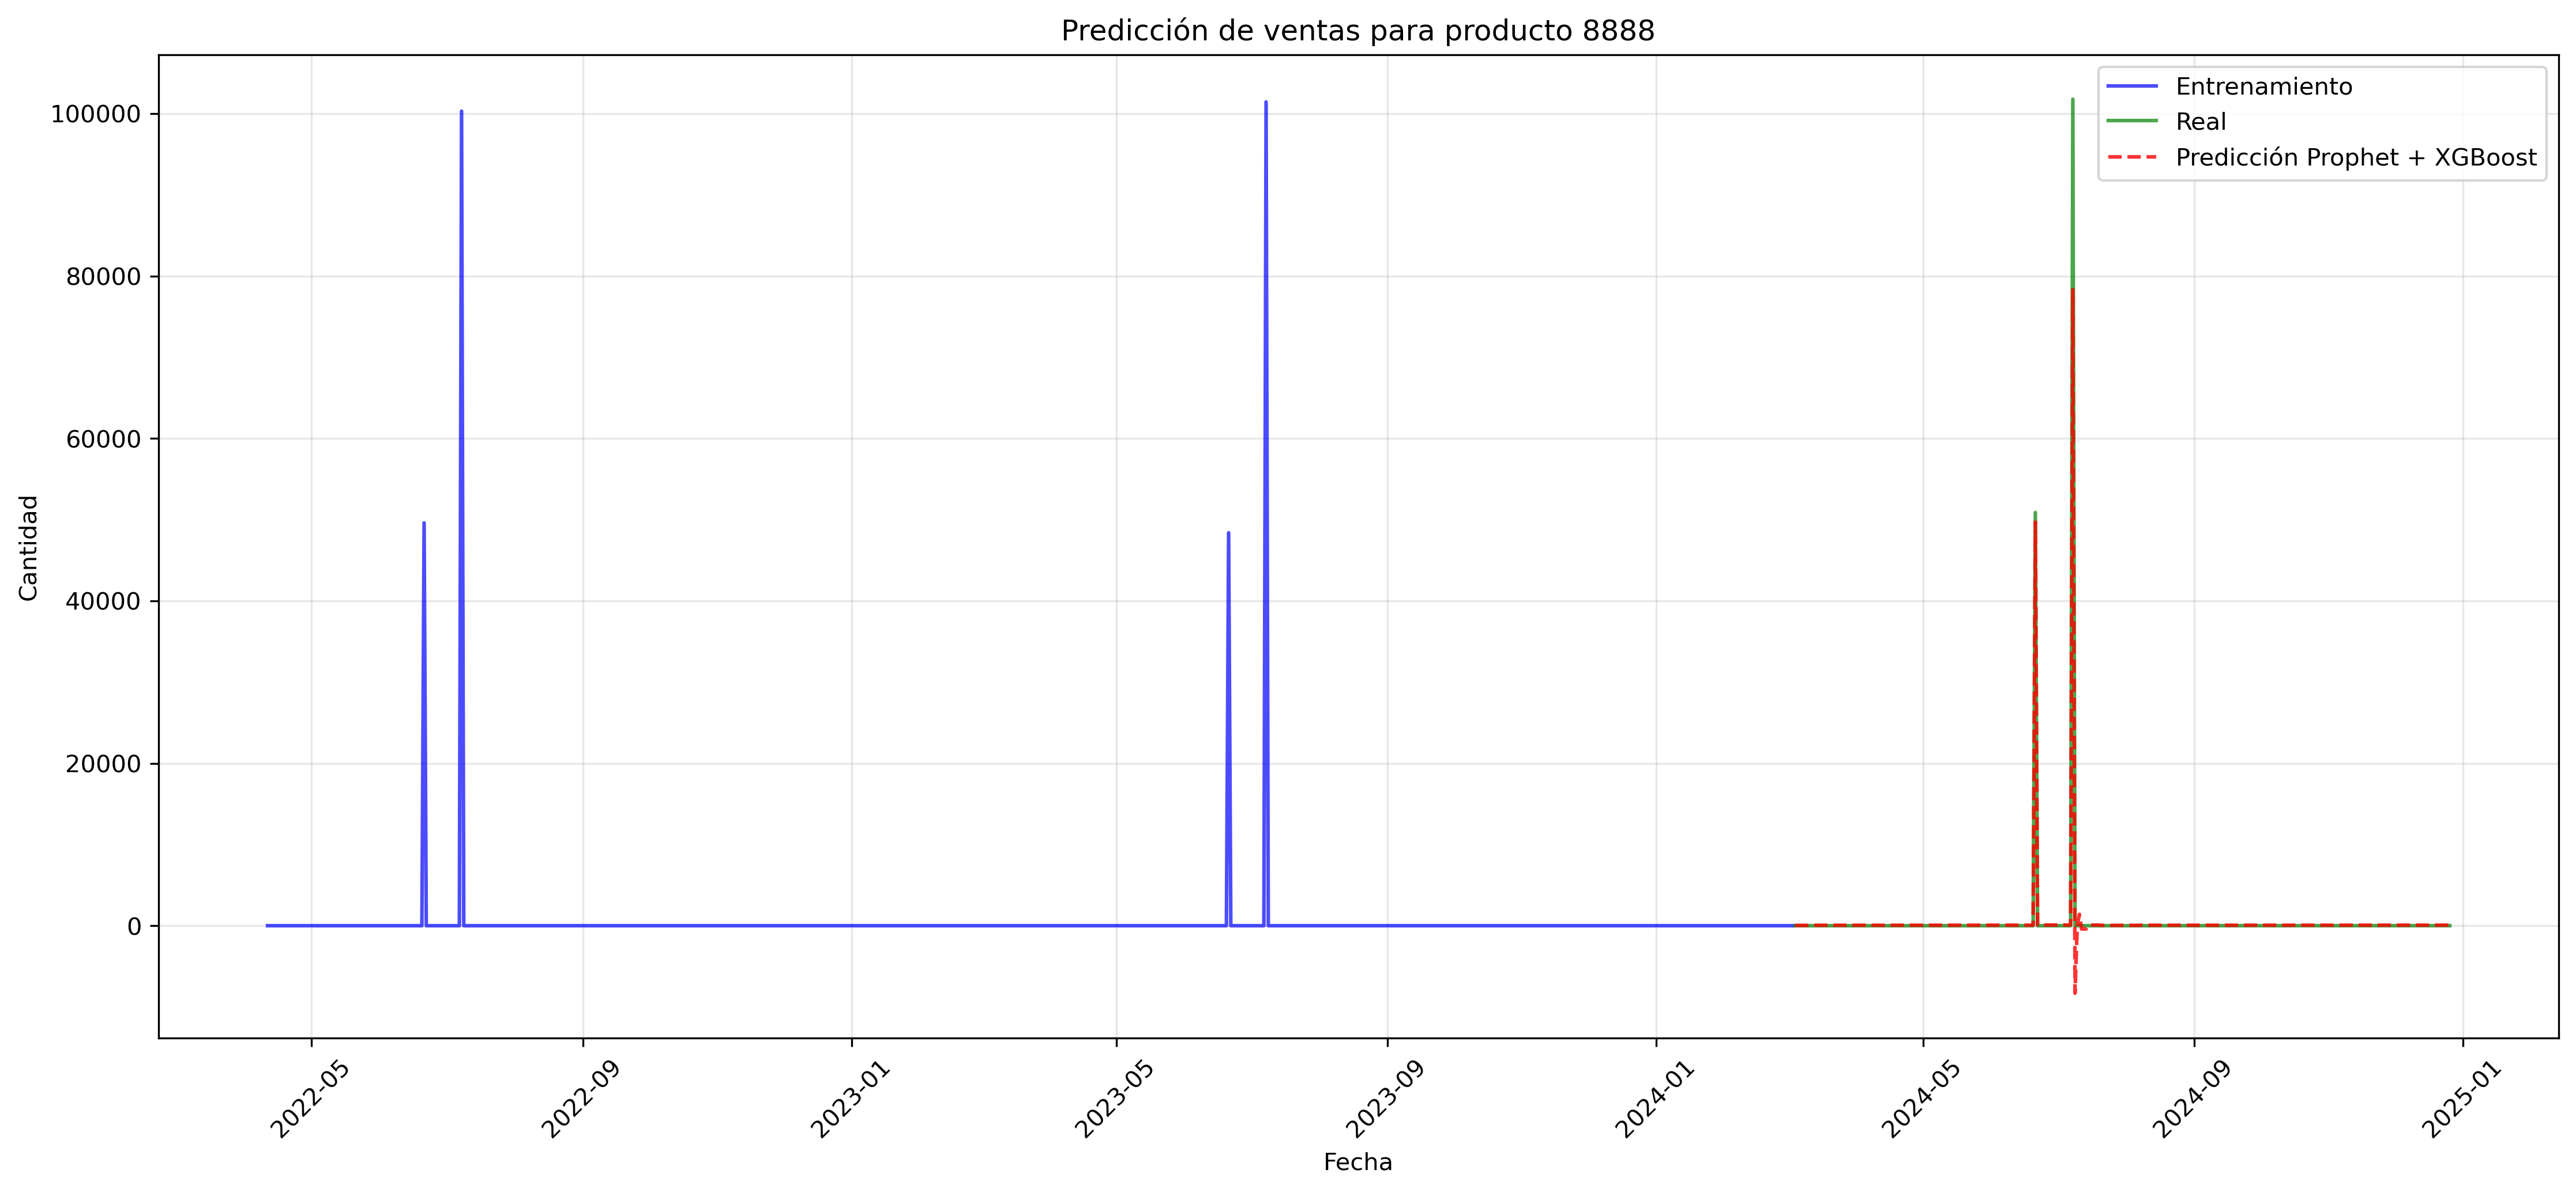 Predicción de ventas para producto 8888
Entrenamiento
Real
Predicción Prophet + XGBoost
Cantidad
100000
80000
60000
40000
20000
0
2022-05
2022-09
2023-01
2023-05
2023-09
2024-01
2024-05
2024-09
2025-01
Fecha